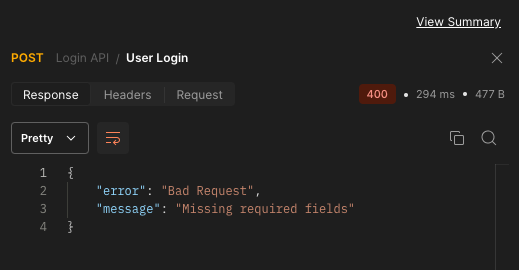 View Summary
POST Login API / User Login
Response Headers Request 400 • 294 ms • 477 B
Pretty
1 {
2 "error": "Bad Request",
3 "message": "Missing required fields"
4 }